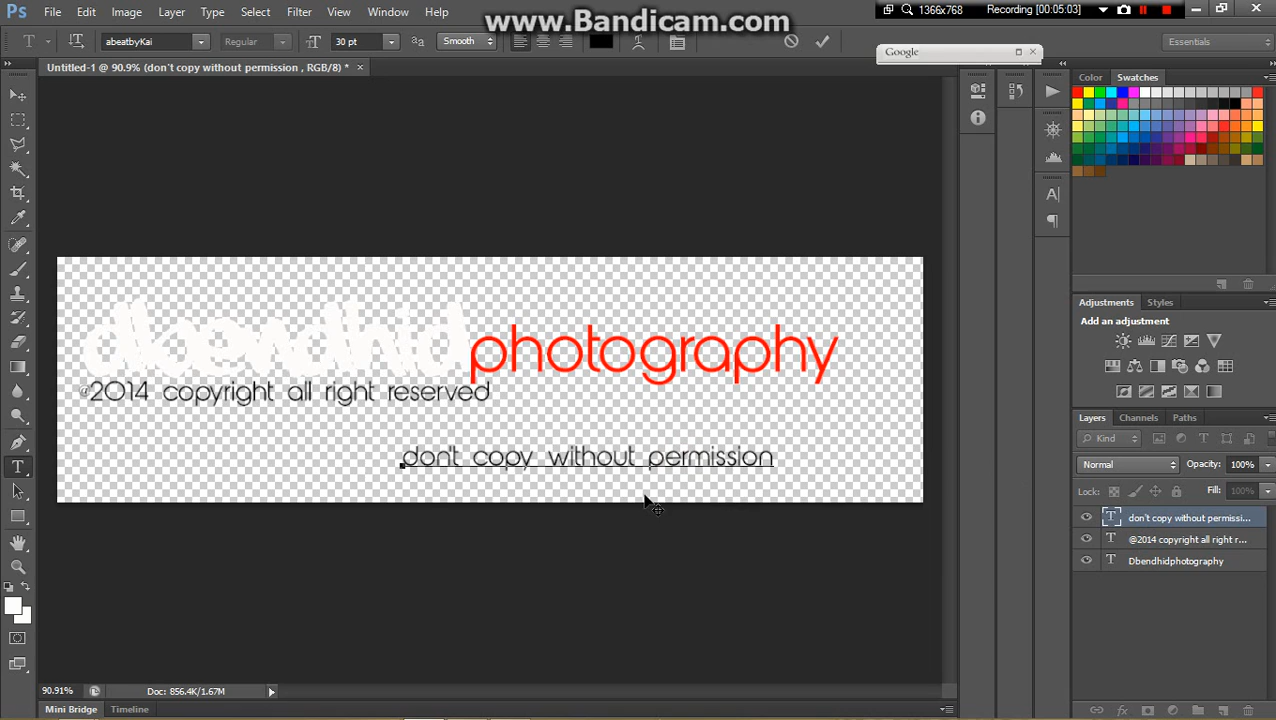 www.Bandicam.com
1366x768 Recording [00:05:03]
Ps File Edit Image Layer Type Select Filter View Window Help
abeatbyKai Regular 30 pt Smooth Essentials
Google
Untitled-1 @ 90.9% (don't copy without permission , RGB/8) *
Color Swatches
dbendhidphotography
@2014 copyright all right reserved
don't copy without permission
Adjustments Styles
Add an adjustment
Layers Channels Paths
Kind
Normal Opacity: 100%
Lock: Fill: 100%
don't copy without permissi...
@2014 copyright all right r...
Dbendhidphotography
90.91% Doc: 856.4K/1.67M
Mini Bridge Timeline